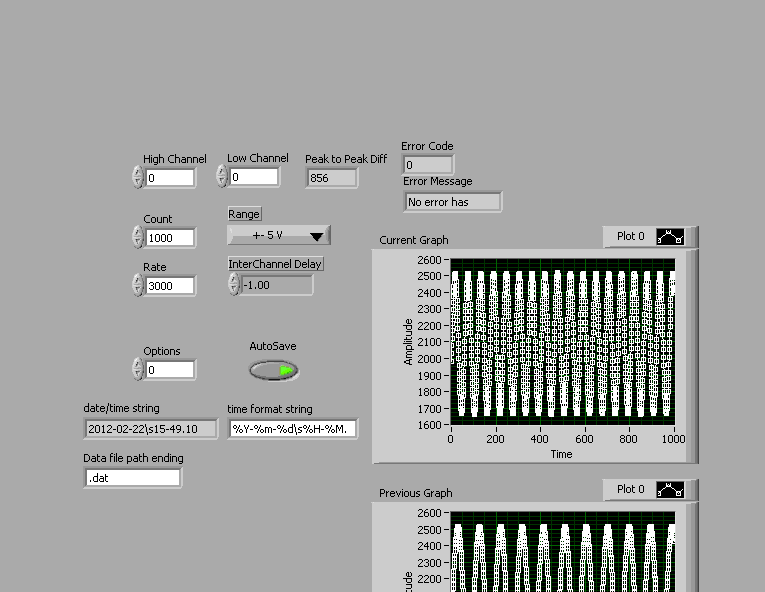 High Channel
0
Low Channel
0
Peak to Peak Diff
856
Error Code
0
Error Message
No error has
Count
1000
Range
+- 5 V
Rate
3000
InterChannel Delay
-1.00
Options
0
AutoSave
date/time string
2012-02-22\s15-49.10
time format string
%Y-%m-%d\s%H-%M.
Data file path ending
.dat
Current Graph
Plot 0
Amplitude
2600
2500
2400
2300
2200
2100
2000
1900
1800
1700
1600
0 200 400 600 800 1000
Time
Previous Graph
Plot 0
2600
2500
2400
2300
2200